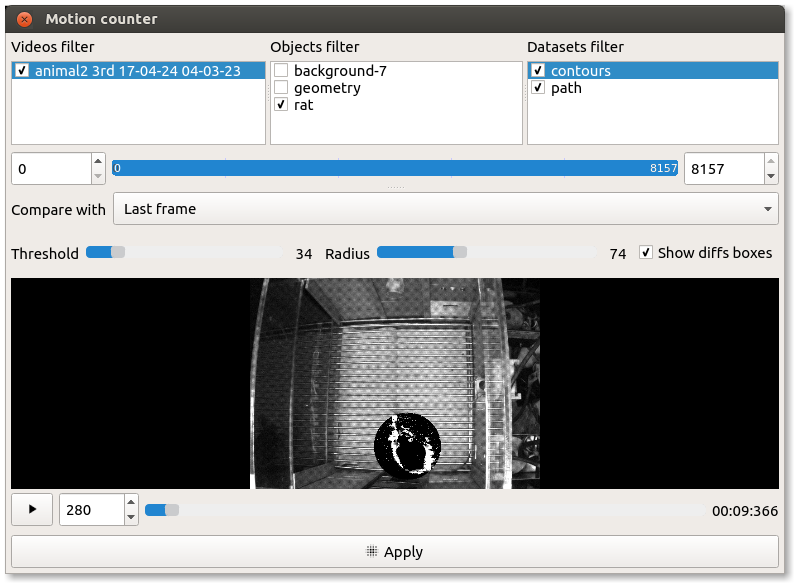 Motion counter
Videos filter
Objects filter
Datasets filter
animal2 3rd 17-04-24 04-03-23
background-7
geometry
rat
contours
path
0
0
8157
8157
Compare with
Last frame
Threshold
34
Radius
74
Show diffs boxes
280
00:09:366
Apply